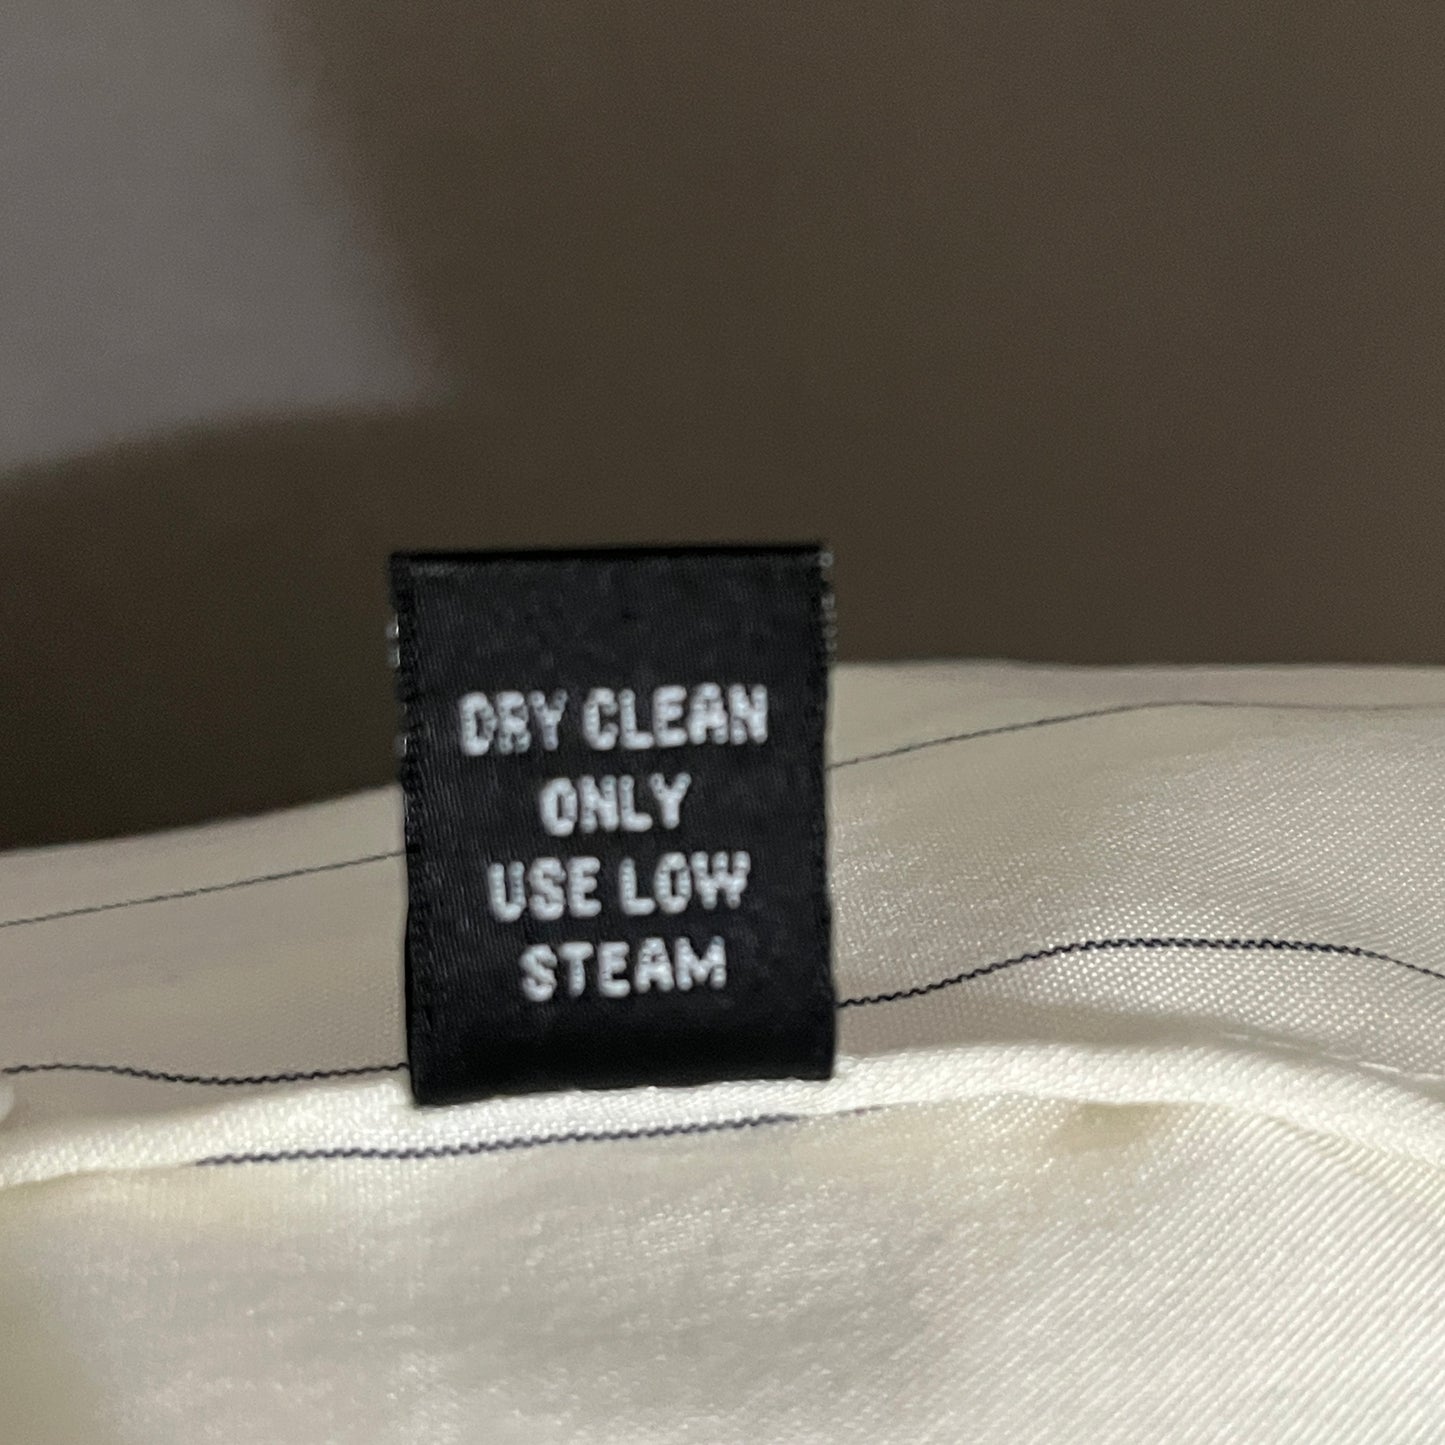 DRY CLEAN
ONLY
USE LOW
STEAM